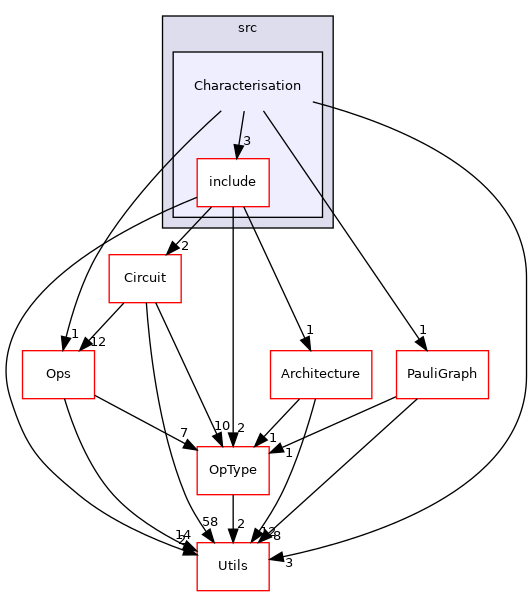 src
Characterisation
3
include
2
Circuit
1
12
1
1
Ops
Architecture
PauliGraph
7
10
2
1
1
OpType
58
2
14
2
12
8
3
Utils